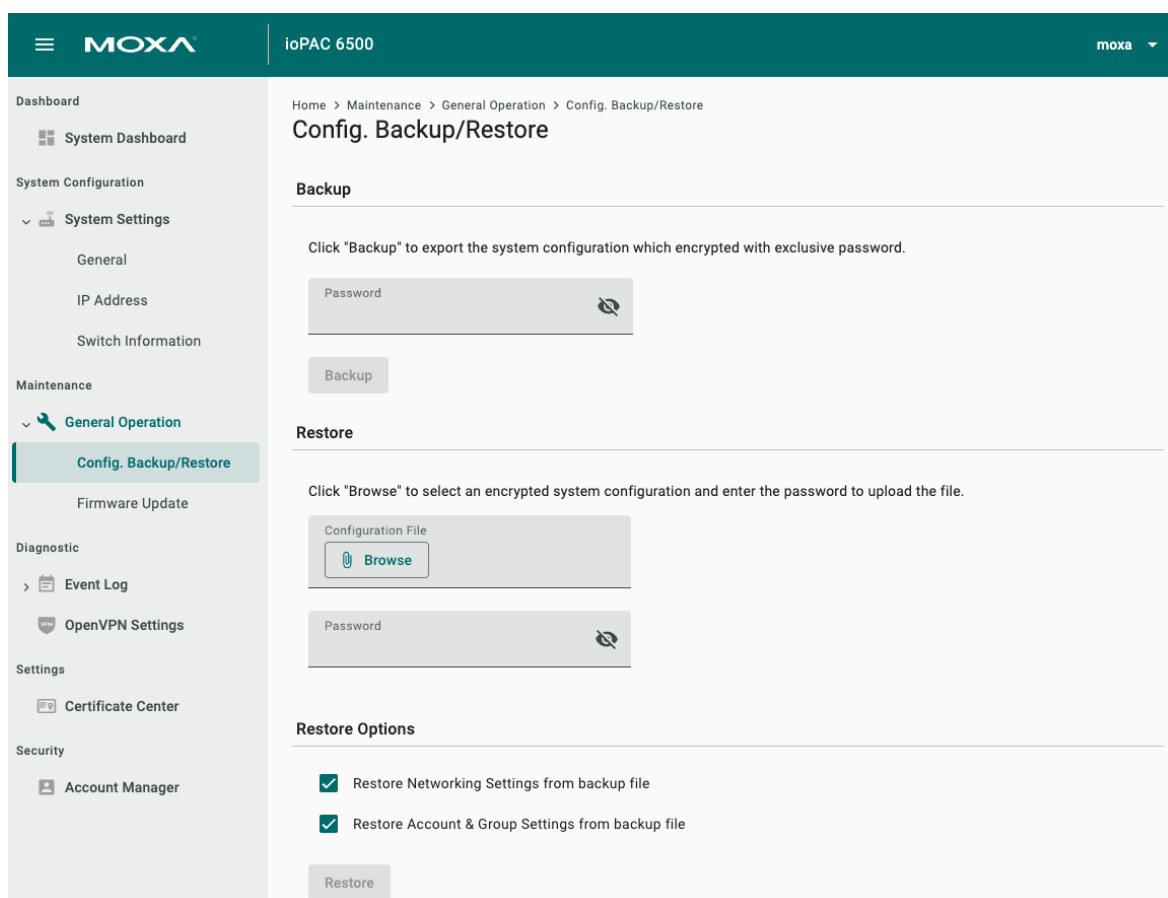 MOXA
ioPAC 6500
moxa
Dashboard
System Dashboard
System Configuration
System Settings
General
IP Address
Switch Information
Maintenance
General Operation
Config. Backup/Restore
Firmware Update
Diagnostic
Event Log
OpenVPN Settings
Settings
Certificate Center
Security
Account Manager
Home > Maintenance > General Operation > Config. Backup/Restore
Config. Backup/Restore
Backup
Click "Backup" to export the system configuration which encrypted with exclusive password.
Password
Backup
Restore
Click "Browse" to select an encrypted system configuration and enter the password to upload the file.
Configuration File
Browse
Password
Restore Options
Restore Networking Settings from backup file
Restore Account & Group Settings from backup file
Restore